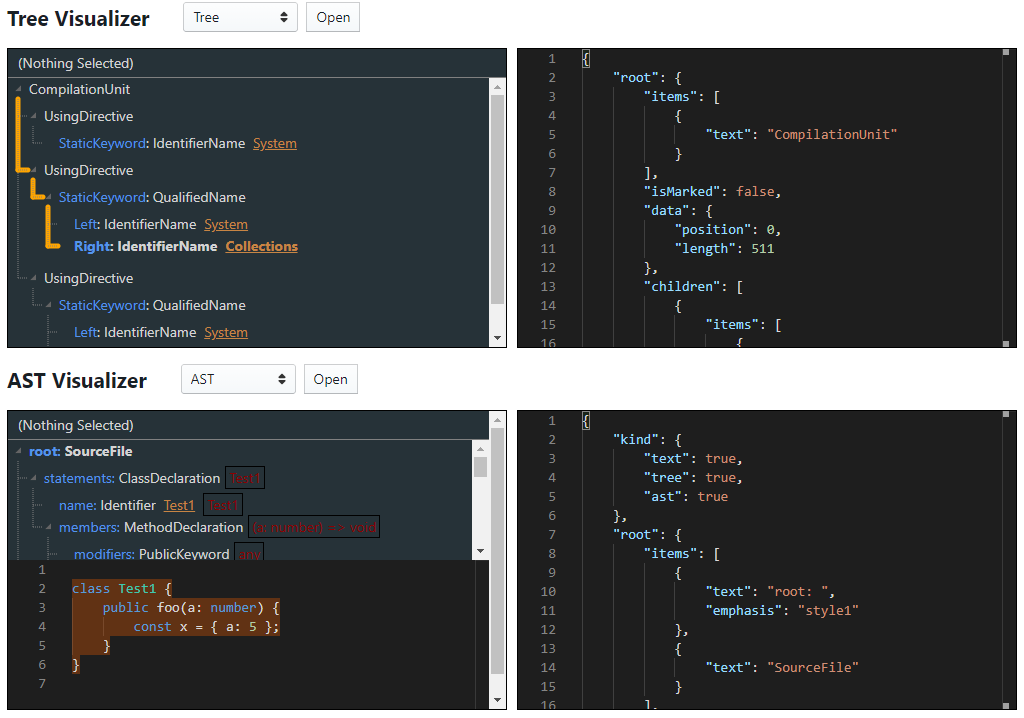 Tree Visualizer Tree Open
(Nothing Selected)
CompilationUnit
UsingDirective
StaticKeyword: IdentifierName System
UsingDirective
StaticKeyword: QualifiedName
Left: IdentifierName System
Right: IdentifierName Collections
UsingDirective
StaticKeyword: QualifiedName
Left: IdentifierName System
1 {
2 "root": {
3 "items": [
4 {
5 "text": "CompilationUnit"
6 }
7 ],
8 "isMarked": false,
9 "data": {
10 "position": 0,
11 "length": 511
12 },
13 "children": [
14 {
15 "items": [
16 {
AST Visualizer AST Open
(Nothing Selected)
root: SourceFile
statements: ClassDeclaration Test1
name: Identifier Test1 Test1
members: MethodDeclaration (a: number) => void
modifiers: PublicKeyword any
1
2 class Test1 {
3 public foo(a: number) {
4 const x = { a: 5 };
5 }
6 }
7
1 {
2 "kind": {
3 "text": true,
4 "tree": true,
5 "ast": true
6 },
7 "root": {
8 "items": [
9 {
10 "text": "root: ",
11 "emphasis": "style1"
12 },
13 {
14 "text": "SourceFile"
15 }
16 ],